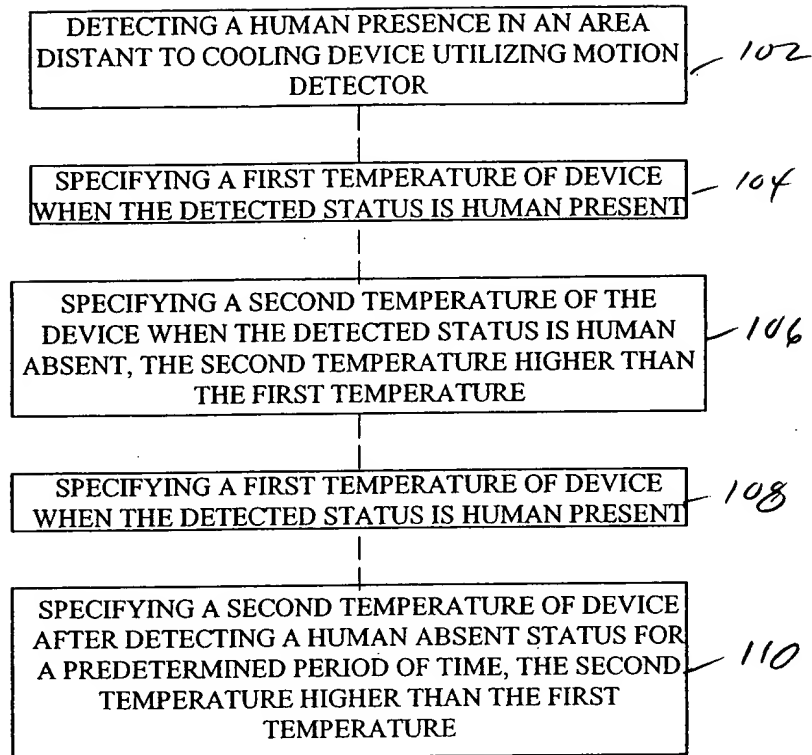 DETECTING A HUMAN PRESENCE IN AN AREA
DISTANT TO COOLING DEVICE UTILIZING MOTION
DETECTOR
102
SPECIFYING A FIRST TEMPERATURE OF DEVICE
WHEN THE DETECTED STATUS IS HUMAN PRESENT
104
SPECIFYING A SECOND TEMPERATURE OF THE
DEVICE WHEN THE DETECTED STATUS IS HUMAN
ABSENT, THE SECOND TEMPERATURE HIGHER THAN
THE FIRST TEMPERATURE
106
SPECIFYING A FIRST TEMPERATURE OF DEVICE
WHEN THE DETECTED STATUS IS HUMAN PRESENT
108
SPECIFYING A SECOND TEMPERATURE OF DEVICE
AFTER DETECTING A HUMAN ABSENT STATUS FOR
A PREDETERMINED PERIOD OF TIME, THE SECOND
TEMPERATURE HIGHER THAN THE FIRST
TEMPERATURE
110